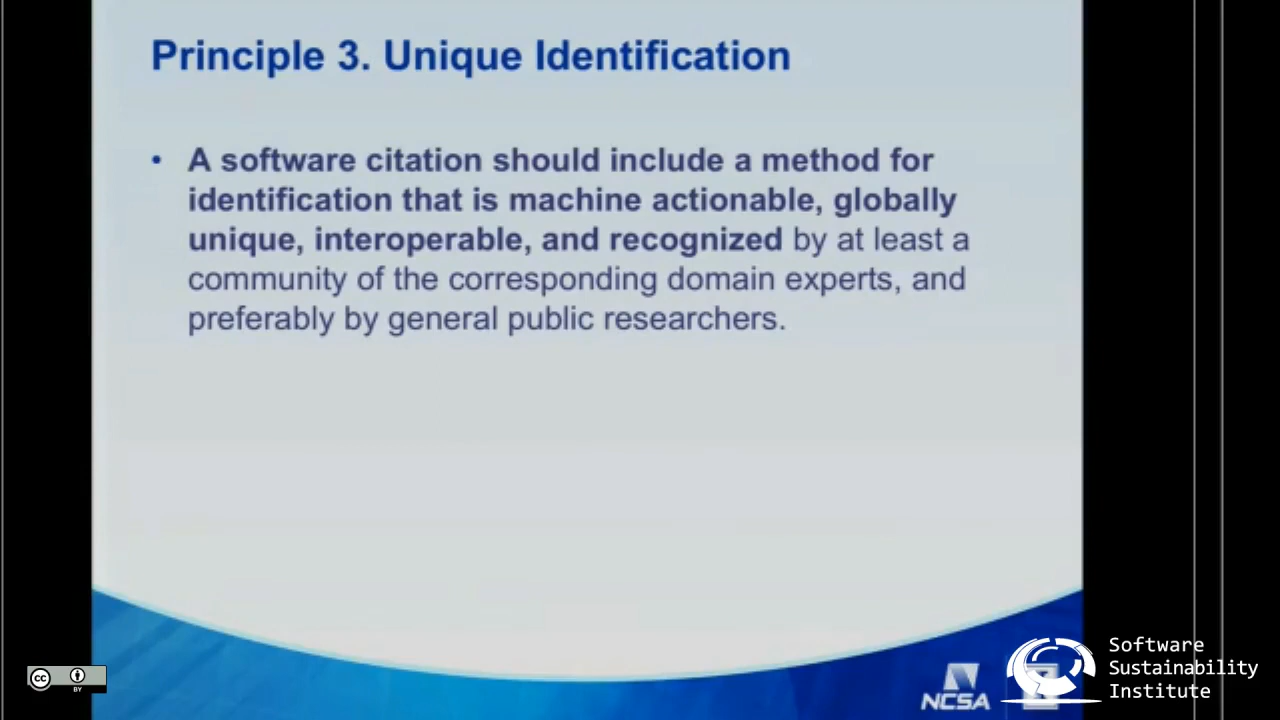 Principle 3. Unique Identification
• A software citation should include a method for
identification that is machine actionable, globally
unique, interoperable, and recognized by at least a
community of the corresponding domain experts, and
preferably by general public researchers.
NCSA
Software
Sustainability
Institute
cc
BY